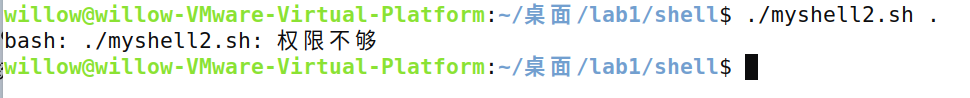 willow@willow-VMware-Virtual-Platform:~/桌面/lab1/shell$ ./myshell2.sh .
bash: ./myshell2.sh: 权限不够
willow@willow-VMware-Virtual-Platform:~/桌面/lab1/shell$